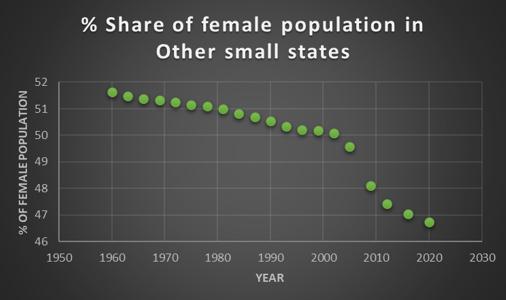 % Share of female population in
Other small states
% OF FEMALE POPULATION
52
51
50
49
48
47
46
1950 1960 1970 1980 1990 2000 2010 2020 2030
YEAR